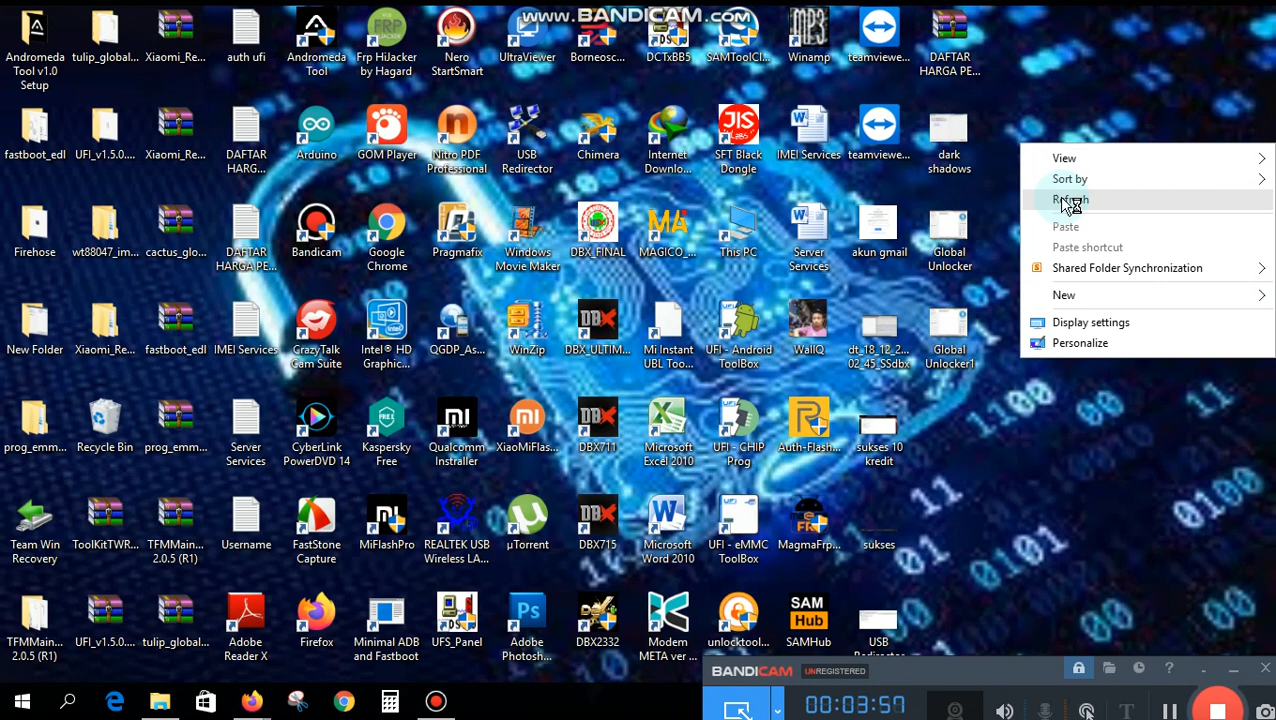 www.BANDICAM.com
Andromeda
Tool v1.0
Setup
tulip_global...
Xiaomi_Re...
auth ufi
Andromeda
Tool
Frp HiJacker
by Hagard
Nero
StartSmart
UltraViewer
Borneosc...
DCTxBB5
SAMToolCl...
Winamp
teamviewe...
DAFTAR
HARGA PE...
fastboot_edl
UFI_v1.5.0....
Xiaomi_Re...
DAFTAR
HARG...
Arduino
GOM Player
Nitro PDF
Professional
USB
Redirector
Chimera
Internet
Downlo...
SFT Black
Dongle
IMEI Services
teamviewe...
dark
shadows
Firehose
wt88047_im...
cactus_glo...
DAFTAR
HARGA PE...
Bandicam
Google
Chrome
Pragmafix
Windows
Movie Maker
DBX_FINAL
MAGICO_...
This PC
Server
Services
akun gmail
Global
Unlocker
New Folder
Xiaomi_Re...
fastboot_edl
IMEI Services
CrazyTalk
Cam Suite
Intel® HD
Graphic...
QGDP_As...
WinZip
DBX_ULTIM...
Mi Instant
UBL Too...
UFI - Android
ToolBox
WallQ
dt_18_12_2...
02_45_SSdbx
Global
Unlocker1
prog_emm...
Recycle Bin
prog_emm...
Server
Services
CyberLink
PowerDVD 14
Kaspersky
Free
Qualcomm
Instraller
XiaoMiFlas...
DBX711
Microsoft
Excel 2010
UFI - CHIP
Prog
Auth-Flash...
sukses 10
kredit
Team Win
Recovery
ToolKitTWR...
TFMMain...
2.0.5 (R1)
Username
FastStone
Capture
MiFlashPro
REALTEK USB
Wireless LA...
µTorrent
DBX715
Microsoft
Word 2010
UFI - eMMC
ToolBox
MagmaFrp...
sukses
TFMMain...
2.0.5 (R1)
UFI_v1.5.0....
tulip_global...
Adobe
Reader X
Firefox
Minimal ADB
and Fastboot
UFS_Panel
Adobe
Photosh...
DBX2332
Modem
META ver ...
unlocktool...
SAMHub
USB
Redirector
View
Sort by
Refresh
Paste
Paste shortcut
Shared Folder Synchronization
New
Display settings
Personalize
BANDICAM UNREGISTERED
00:03:57